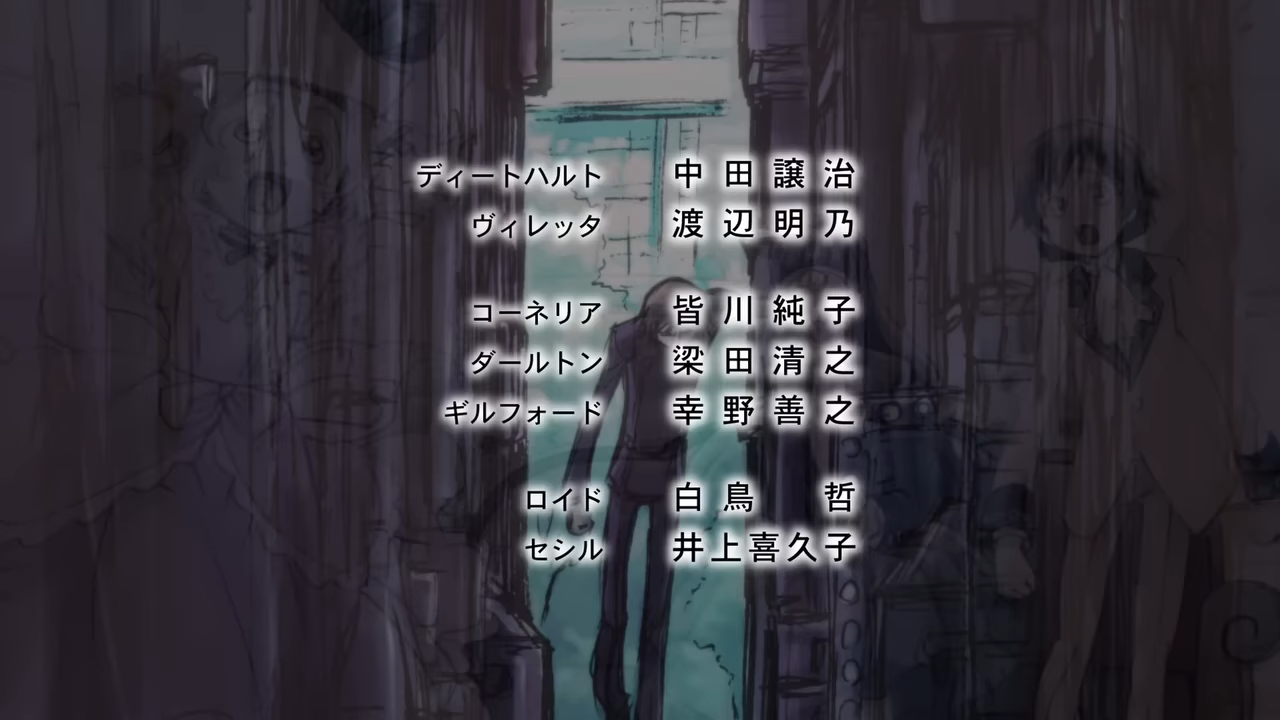 ディートハルト 中田譲治
ヴィレッタ 渡辺明乃
コーネリア 皆川純子
ダールトン 梁田清之
ギルフォード 幸野善之
ロイド 白鳥 哲
セシル 井上喜久子